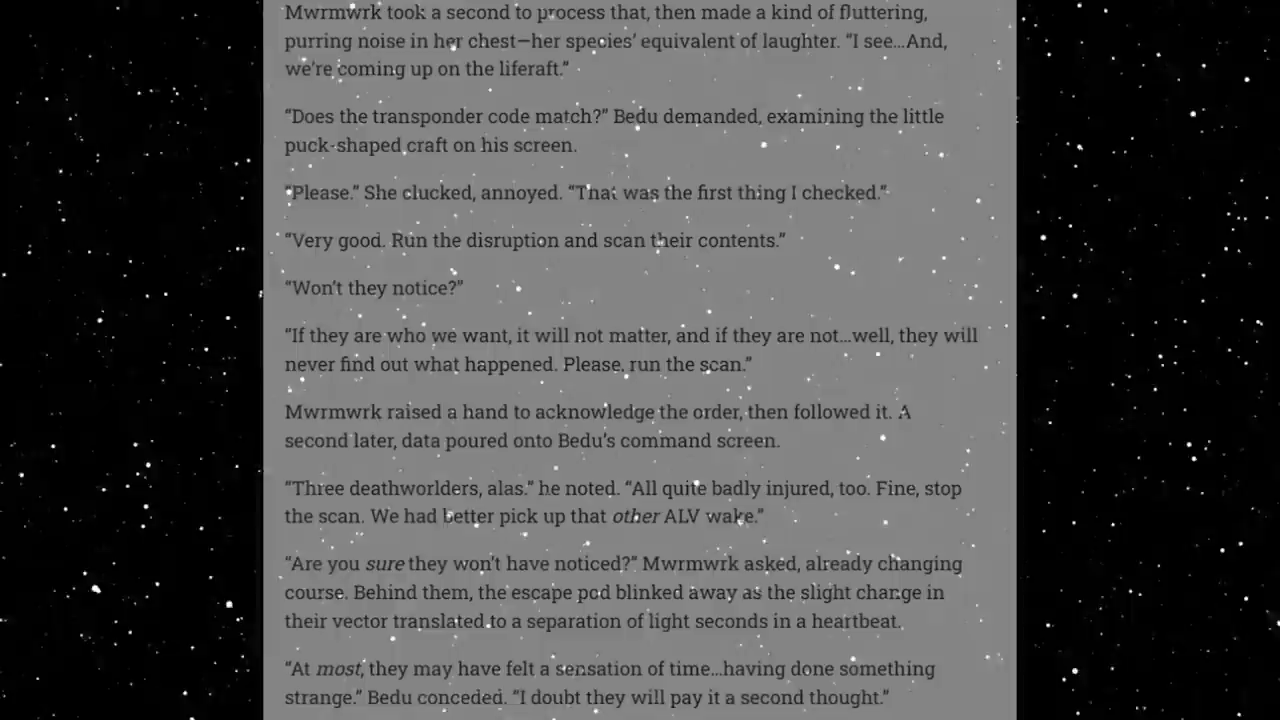 Mwrmwrk took a second to process that, then made a kind of fluttering,
purring noise in her chest—her species’ equivalent of laughter. “I see…And,
we’re coming up on the liferaft.”
“Does the transponder code match?” Bedu demanded, examining the little
puck-shaped craft on his screen.
“Please.” She clucked, annoyed. “That was the first thing I checked.”
“Very good. Run the disruption and scan their contents.”
“Won’t they notice?”
“If they are who we want, it will not matter, and if they are not…well, they will
never find out what happened. Please, run the scan.”
Mwrmwrk raised a hand to acknowledge the order, then followed it. A
second later, data poured onto Bedu’s command screen.
“Three deathworlders, alas.” he noted. “All quite badly injured, too. Fine, stop
the scan. We had better pick up that other ALV wake.”
“Are you sure they won’t have noticed?” Mwrmwrk asked, already changing
course. Behind them, the escape pod blinked away as the slight change in
their vector translated to a separation of light seconds in a heartbeat.
“At most, they may have felt a sensation of time…having done something
strange.” Bedu conceded. “I doubt they will pay it a second thought.”